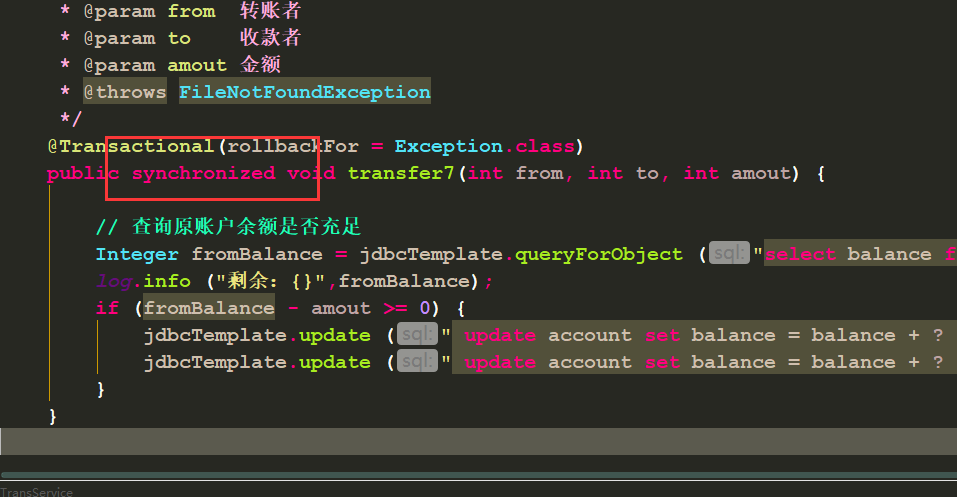 * @param from 转账者
* @param to 收款者
* @param amout 金额
* @throws FileNotFoundException
*/
@Transactional(rollbackFor = Exception.class)
public synchronized void transfer7(int from, int to, int amout) {
// 查询原账户余额是否充足
Integer fromBalance = jdbcTemplate.queryForObject (sql: "select balance f
log.info ("剩余: {}",fromBalance);
if (fromBalance - amout >= 0) {
jdbcTemplate.update (sql: " update account set balance = balance + ?
jdbcTemplate.update (sql: " update account set balance = balance + ?
}
}
TransService